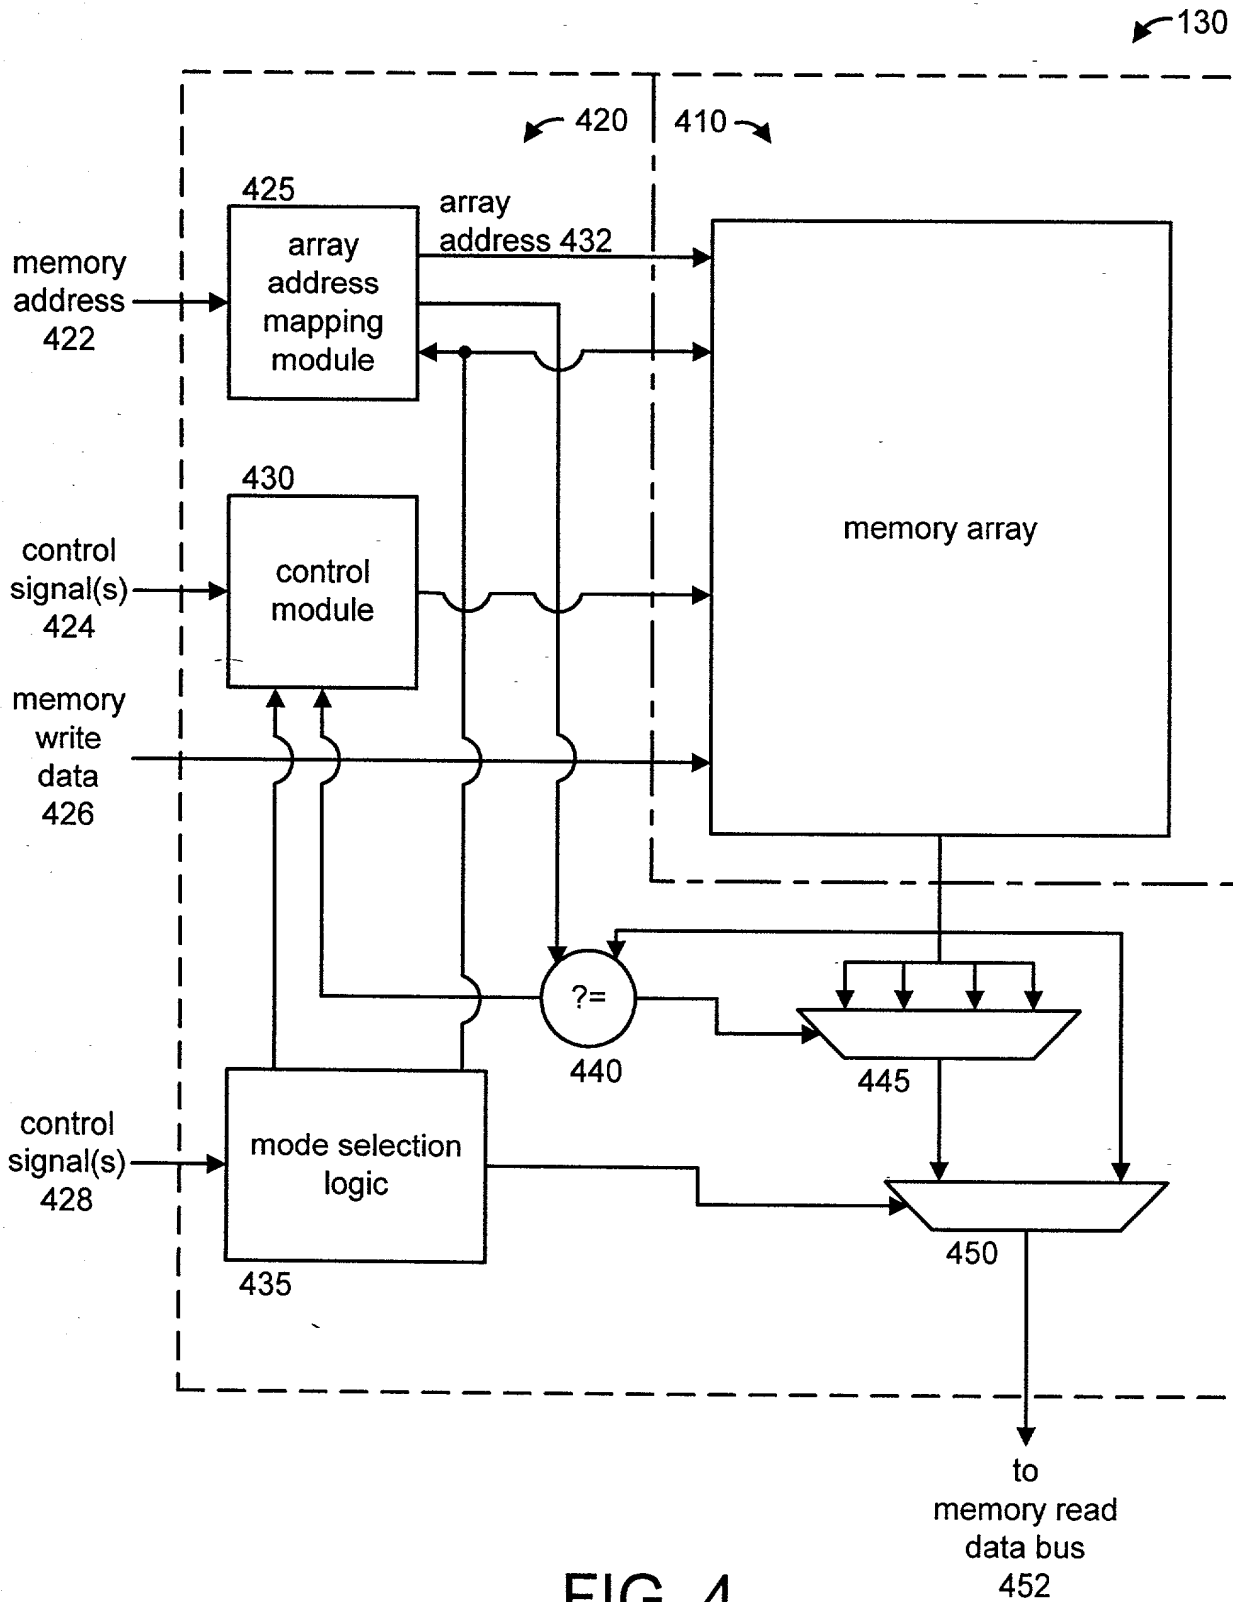 130
420
410
425
array
address 432
array
address
mapping
module
memory
address
422
430
control
signal(s)
424
control
module
memory array
memory
write
data
426
?=
440
445
control
signal(s)
428
mode selection
logic
435
450
to
memory read
data bus
452
FIG. 4